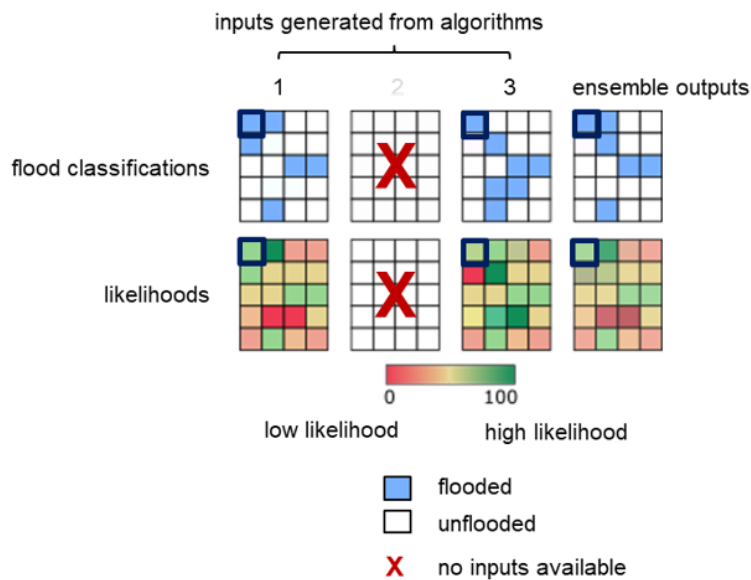 inputs generated from algorithms
1 2 3 ensemble outputs
flood classifications
X
likelihoods
X
0 100
low likelihood high likelihood
flooded
unflooded
X no inputs available